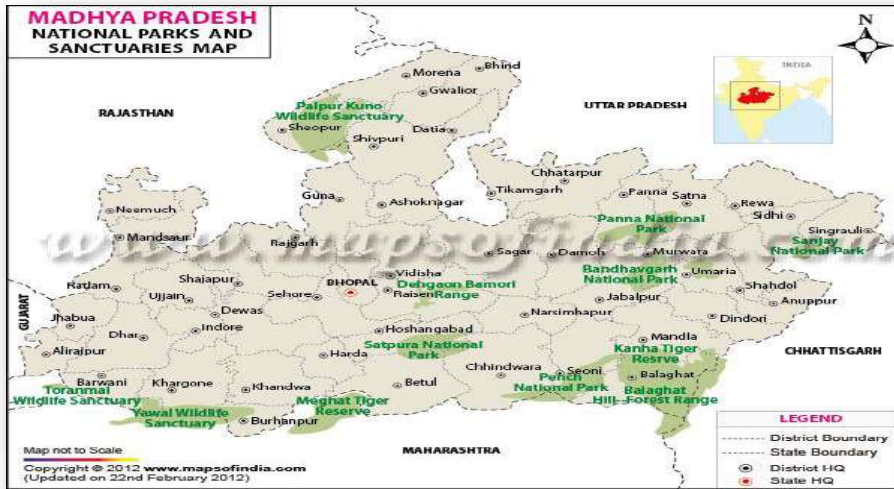 MADHYA PRADESH
NATIONAL PARKS AND
SANCTUARIES MAP
N
INDIA
RAJASTHAN
UTTAR PRADESH
Morena
Bhind
Gwalior
Palpur Kuno
Wildlife Sanctuary
Sheopur
Datia
Shivpuri
Chhatarpur
Tikamgarh
Panna
Satna
Rewa
Sidhi
Singrauli
Guna
Ashoknagar
Neemuch
Mandsaur
Rajgarh
www.mapsofindia.com
Panna National
Park
Sanjay
National Park
Sagar
Damoh
Murwara
Bandhavgarh
National Park
Umaria
Vidisha
BHOPAL
Dehgaon Bamori
Range
Raisen
Sehore
Shajapur
Ratlam
Ujjain
Dewas
Indore
GUJARAT
Jhabua
Dhar
Alirajpur
Shahdol
Anuppur
Jabalpur
Narsimhapur
Dindori
Hoshangabad
Satpura National
Park
Harda
Mandla
CHHATTISGARH
Kanha Tiger
Resrve
Chhindwara
Seoni
Balaghat
Pench
National Park
Balaghat
Hill Forest Range
Barwani
Khargone
Khandwa
Betul
Toranmal
Wildlife Sanctuary
Yawal Wildlife
Sanctuary
Burhanpur
Meghat Tiger
Reserve
MAHARASHTRA
LEGEND
District Boundary
State Boundary
District HQ
State HQ
Map not to Scale
Copyright © 2012 www.mapsofindia.com
(Updated on 22nd February 2012)